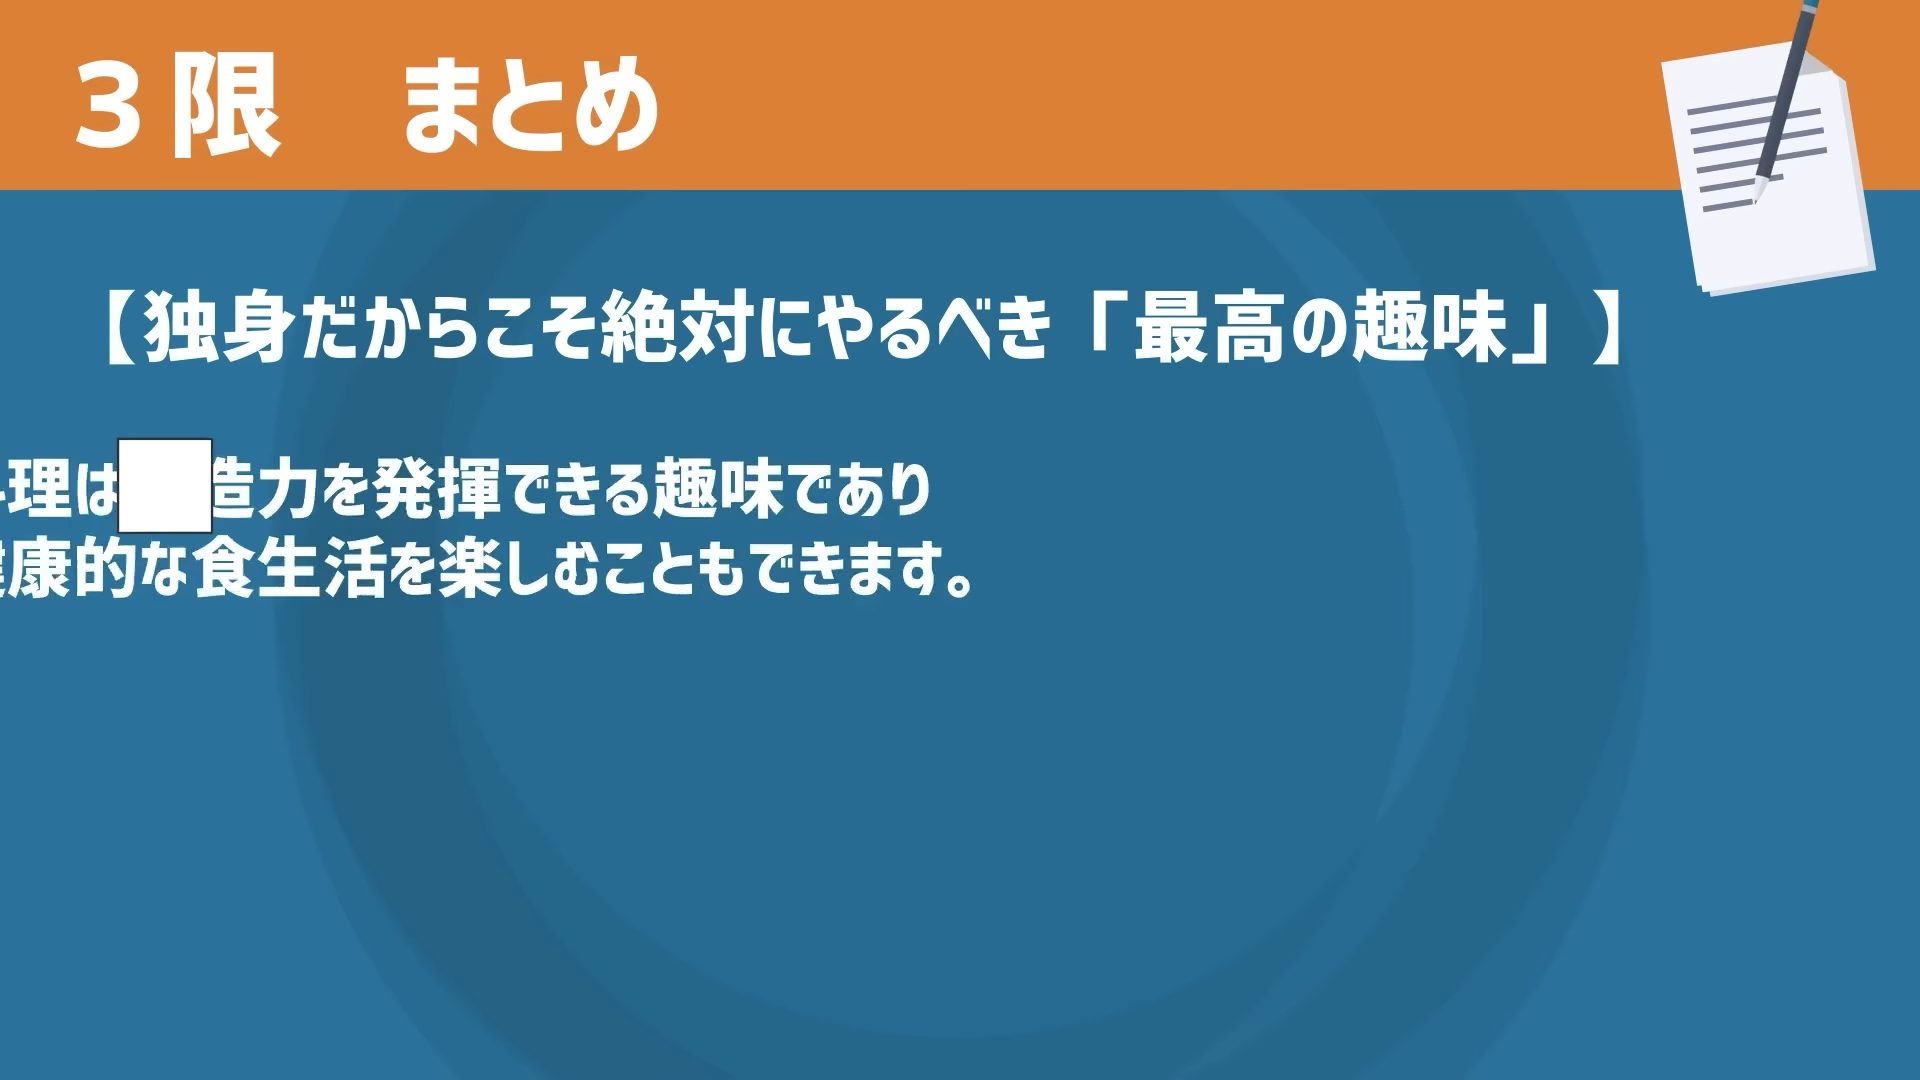 ３限　まとめ
【独身だからこそ絶対にやるべき「最高の趣味」】
理は造力を発揮できる趣味であり
康的な食生活を楽しむこともできます。